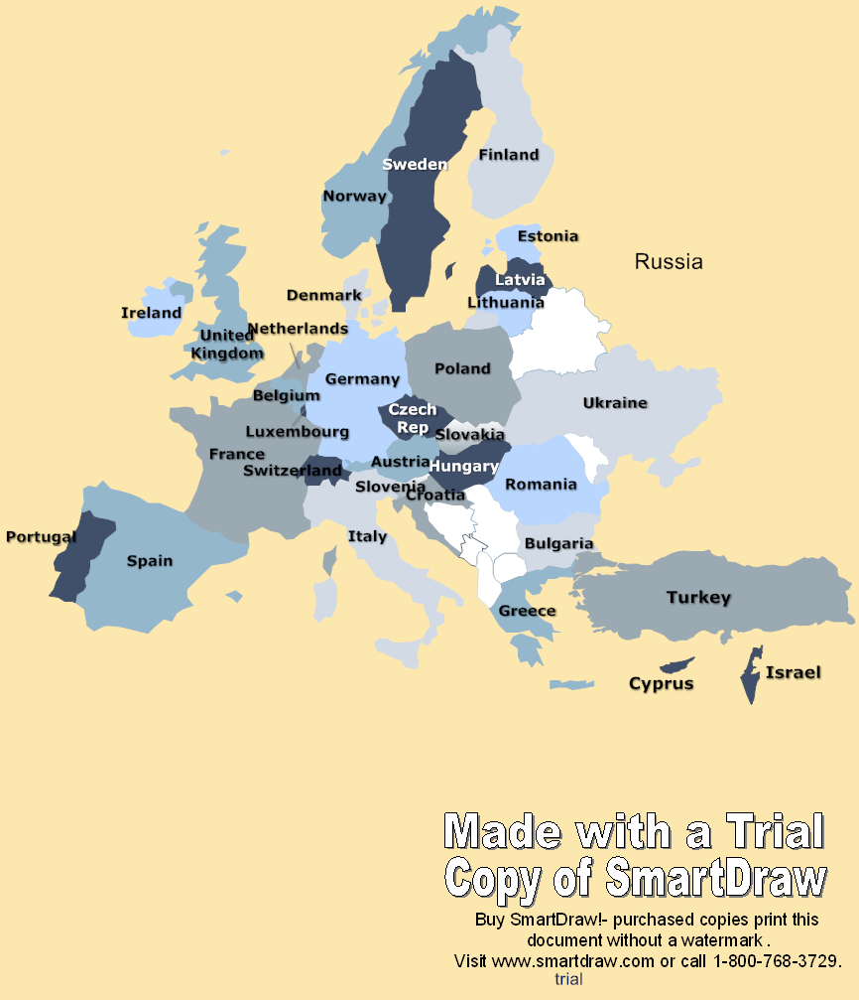 Finland
Sweden
Norway
Estonia
Russia
Latvia
Denmark
Lithuania
Ireland
Netherlands
United
Kingdom
Poland
Germany
Belgium
Ukraine
Czech
Rep
Luxembourg
Slovakia
France
Austria
Switzerland
Hungary
Slovenia
Romania
Croatia
Portugal
Italy
Bulgaria
Spain
Turkey
Greece
Israel
Cyprus
Made with a Trial
Copy of SmartDraw
Buy SmartDraw!- purchased copies print this
document without a watermark .
Visit www.smartdraw.com or call 1-800-768-3729.
trial